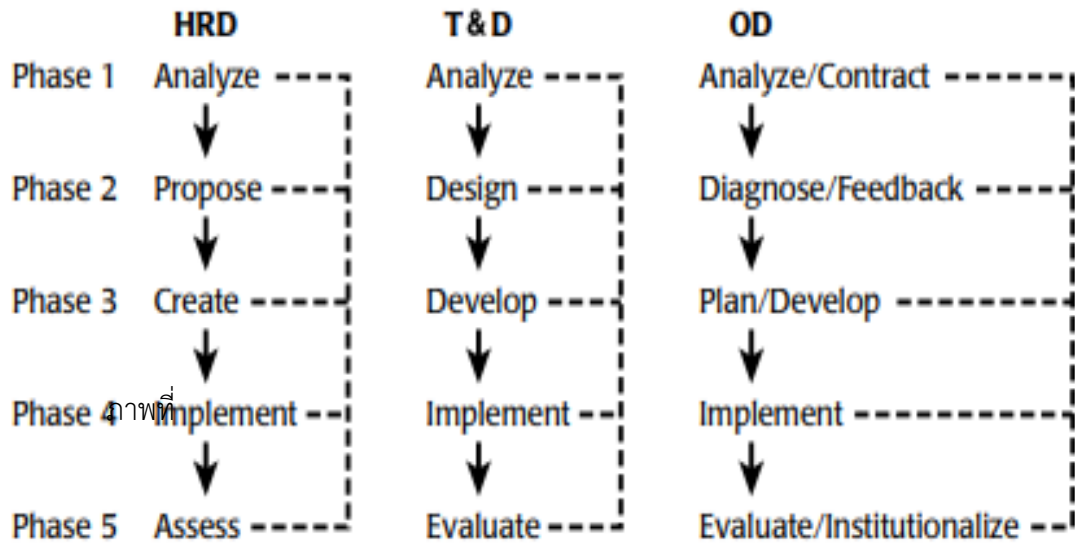 HRD T&D OD
Phase 1 Analyze Analyze Analyze/Contract
Phase 2 Propose Design Diagnose/Feedback
Phase 3 Create Develop Plan/Develop
Phase 4 ภาพที่ Implement Implement Implement
Phase 5 Assess Evaluate Evaluate/Institutionalize